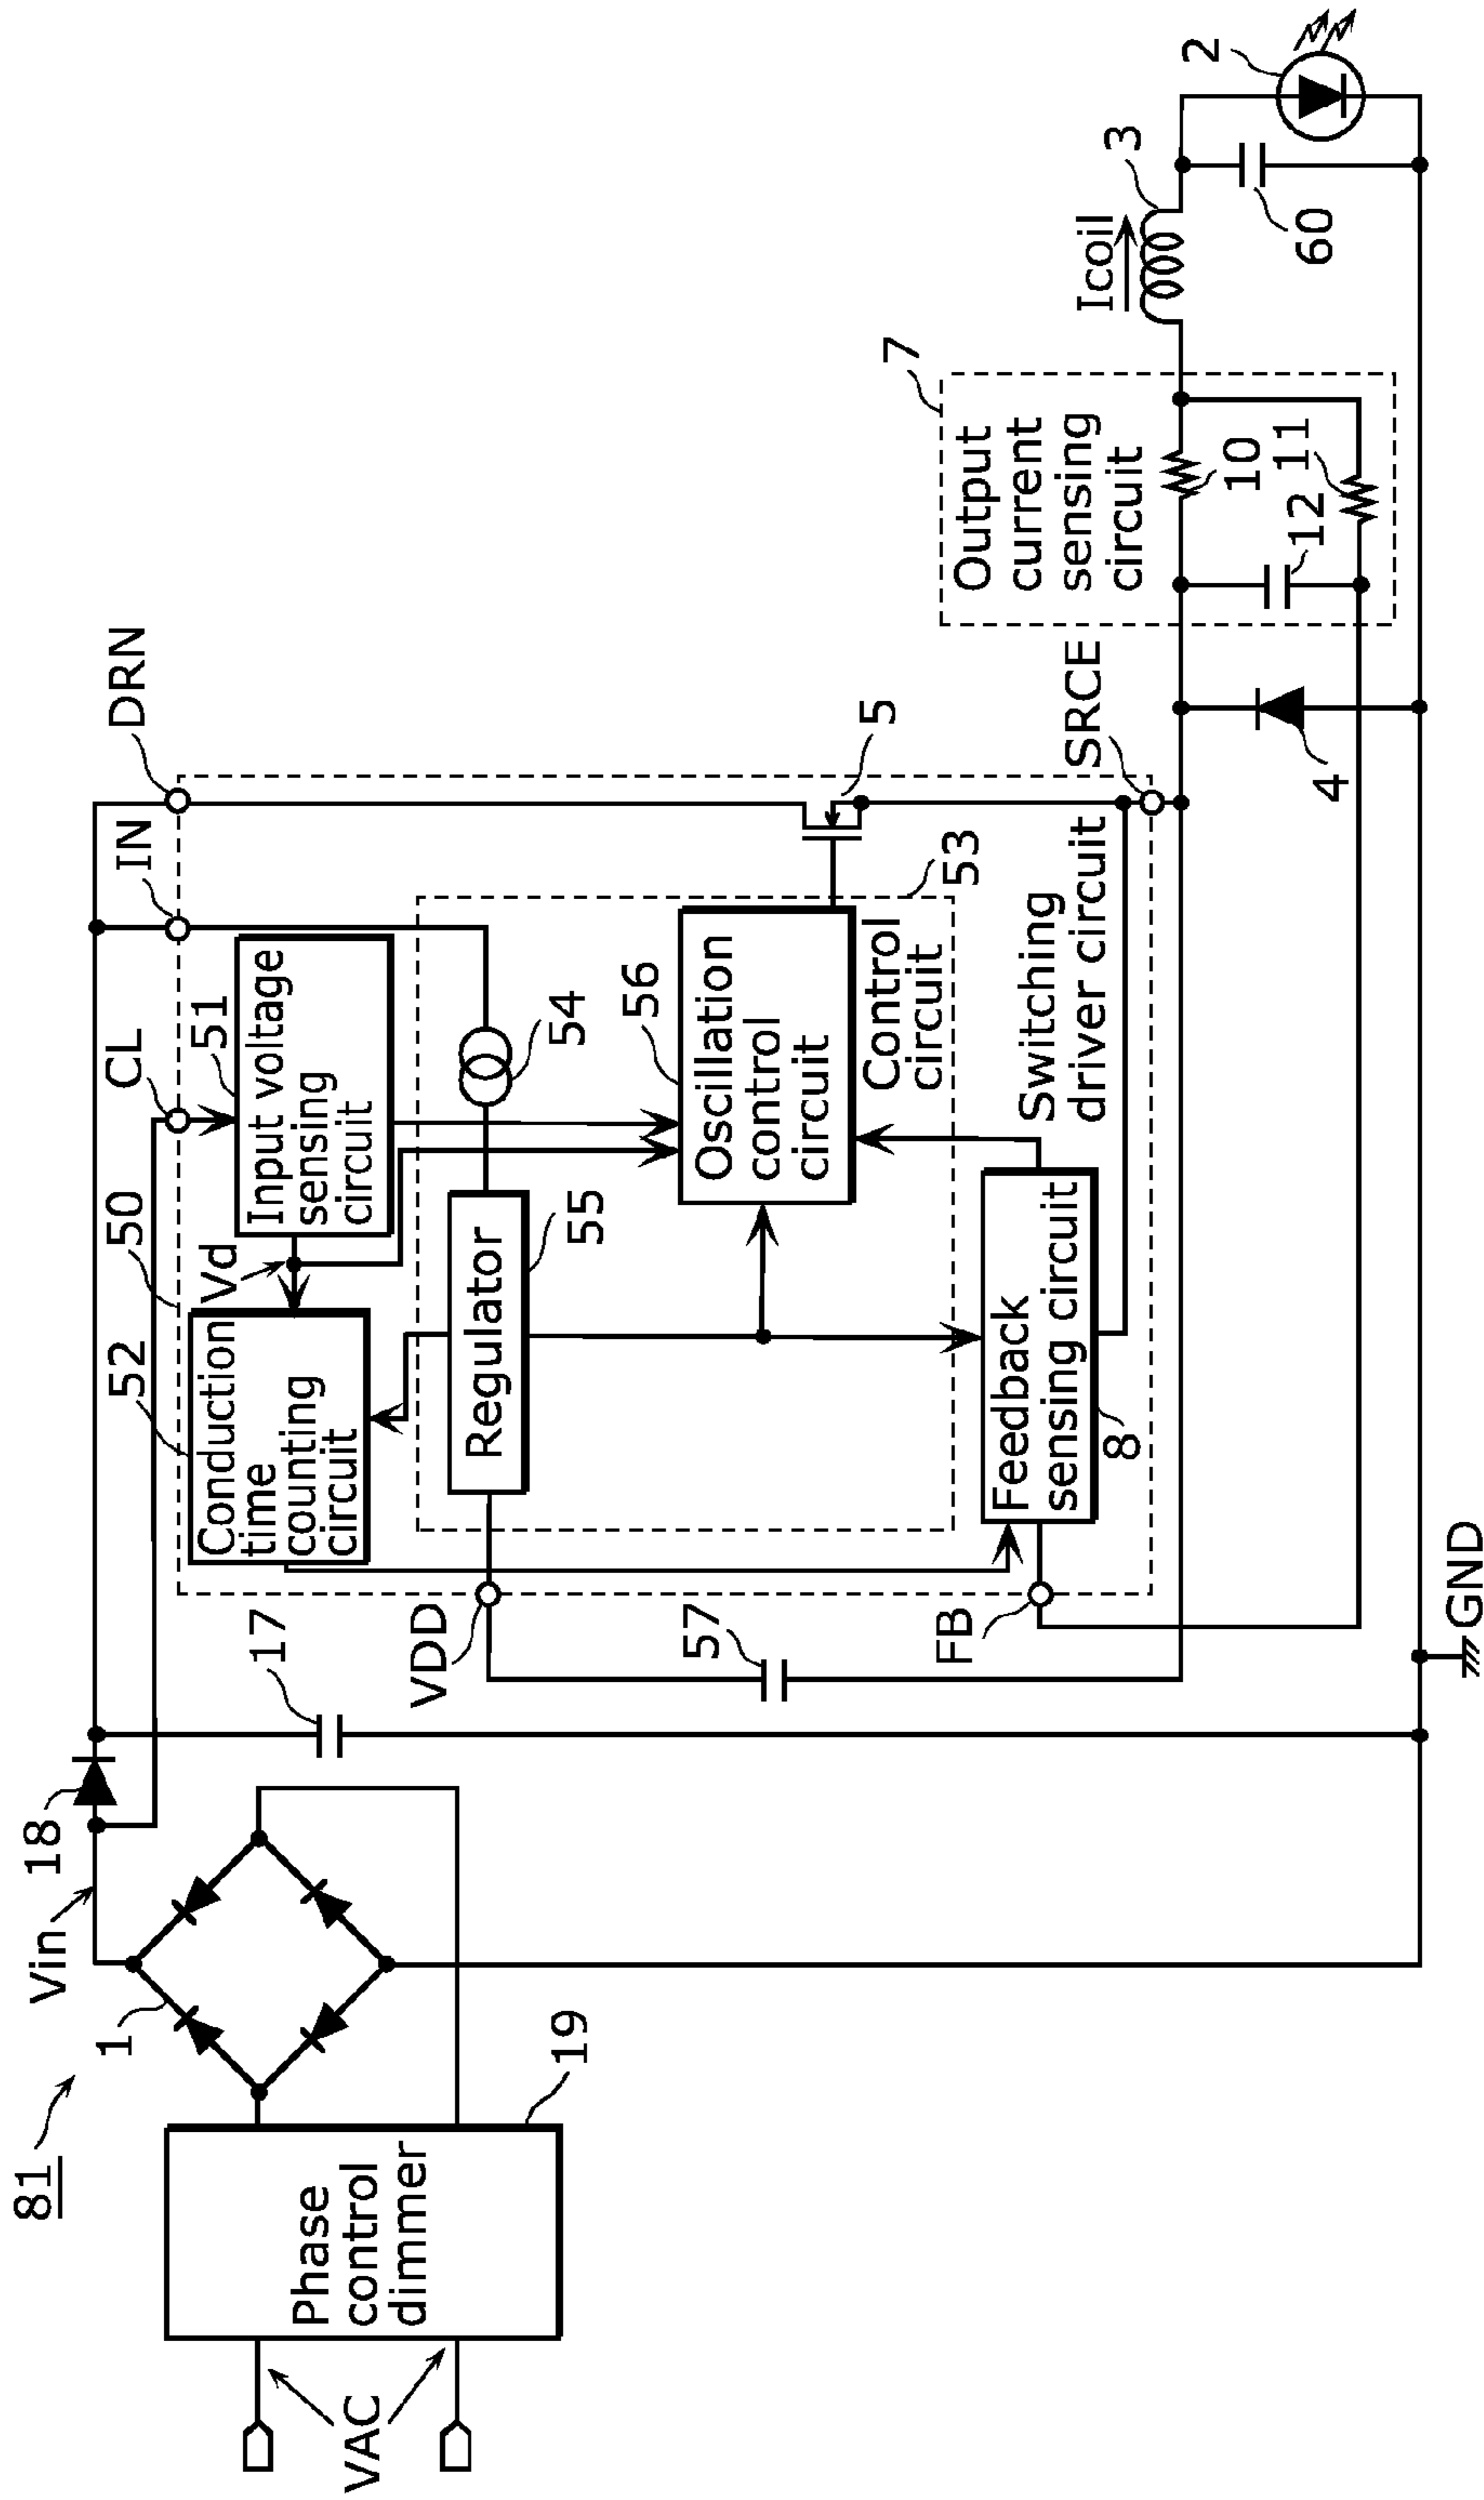 81
Vin
18
1
VAC
Phase
control
dimmer
19
17
52
50
CL
IN
DRN
51
Vd
Conduction
time
counting
circuit
Input voltage
sensing
circuit
54
Regulator
55
56
Oscillation
control
circuit
Control
circuit
53
5
VDD
57
FB
Feedback
sensing circuit
8
Switching
driver circuit
SRCE
4
7
Output
current
sensing
circuit
10
11
12
Icoil
3
2
60
GND